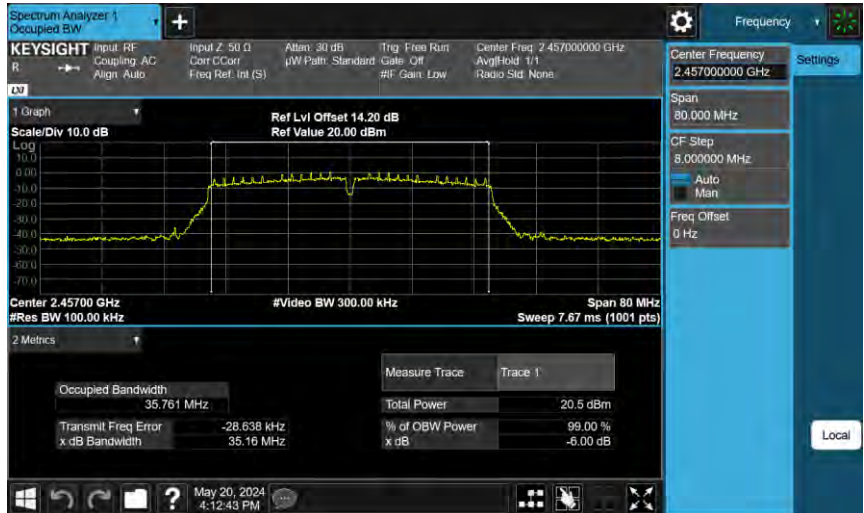 Spectrum Analyzer 1
Occupied BW
+
Frequency
KEYSIGHT
R
LXI
Input: RF
Coupling: AC
Align: Auto
Input Z: 50 Ω
Corr CCorr
Freq Ref: Int (S)
Atten: 30 dB
µW Path: Standard
Trig: Free Run
Gate: Off
#IF Gain: Low
Center Freq: 2.457000000 GHz
Avg|Hold: 1/1
Radio Std: None
1 Graph
Scale/Div 10.0 dB
Ref Lvl Offset 14.20 dB
Ref Value 20.00 dBm
Log
10.0
0.00
-10.0
-20.0
-30.0
-40.0
-50.0
-60.0
-70.0
Center 2.45700 GHz
#Res BW 100.00 kHz
#Video BW 300.00 kHz
Span 80 MHz
Sweep 7.67 ms (1001 pts)
2 Metrics
Measure Trace Trace 1
Occupied Bandwidth
35.761 MHz
Total Power 20.5 dBm
Transmit Freq Error -28.638 kHz
% of OBW Power 99.00 %
x dB Bandwidth 35.16 MHz
x dB -6.00 dB
Center Frequency
2.457000000 GHz
Settings
Span
80.000 MHz
CF Step
8.000000 MHz
Auto
Man
Freq Offset
0 Hz
Local
?
May 20, 2024
4:12:43 PM